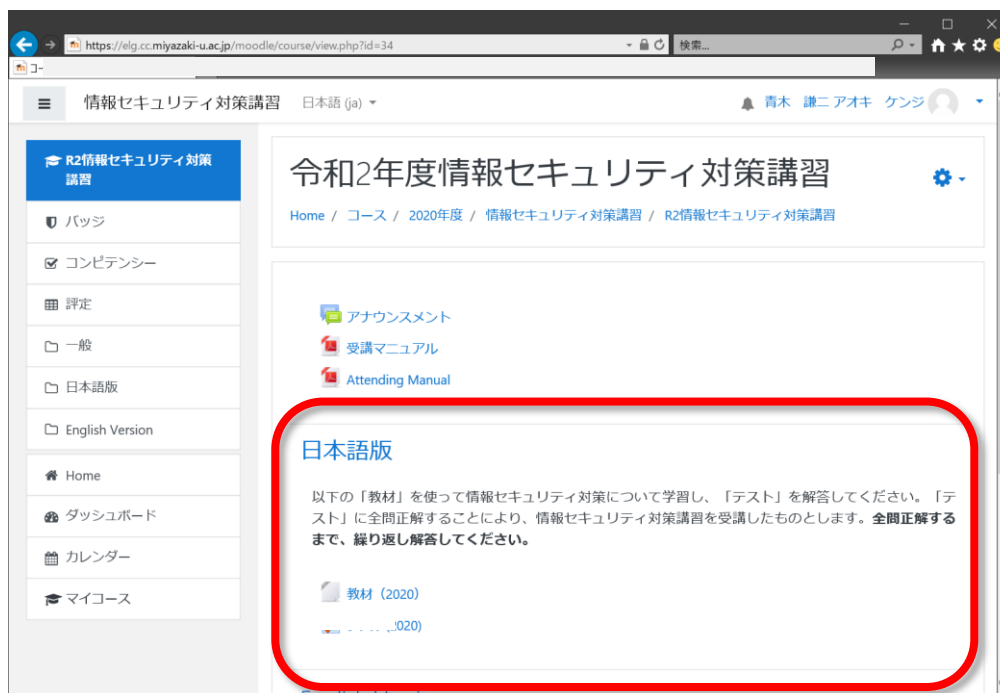 https://elg.cc.miyazaki-u.ac.jp/moodle/course/view.php?id=34
検索...
コー
情報セキュリティ対策講習 日本語 (ja)
青木 謙二 アオキ ケンジ
R2情報セキュリティ対策
講習
バッジ
コンピテンシー
評定
一般
日本語版
English Version
Home
ダッシュボード
カレンダー
マイコース
令和2年度情報セキュリティ対策講習
Home / コース / 2020年度 / 情報セキュリティ対策講習 / R2情報セキュリティ対策講習
アナウンスメント
受講マニュアル
Attending Manual
日本語版
以下の「教材」を使って情報セキュリティ対策について学習し、「テスト」を解答してください。「テ
スト」に全問正解することにより、情報セキュリティ対策講習を受講したものとします。全問正解する
まで、繰り返し解答してください。
教材（2020）
2020)